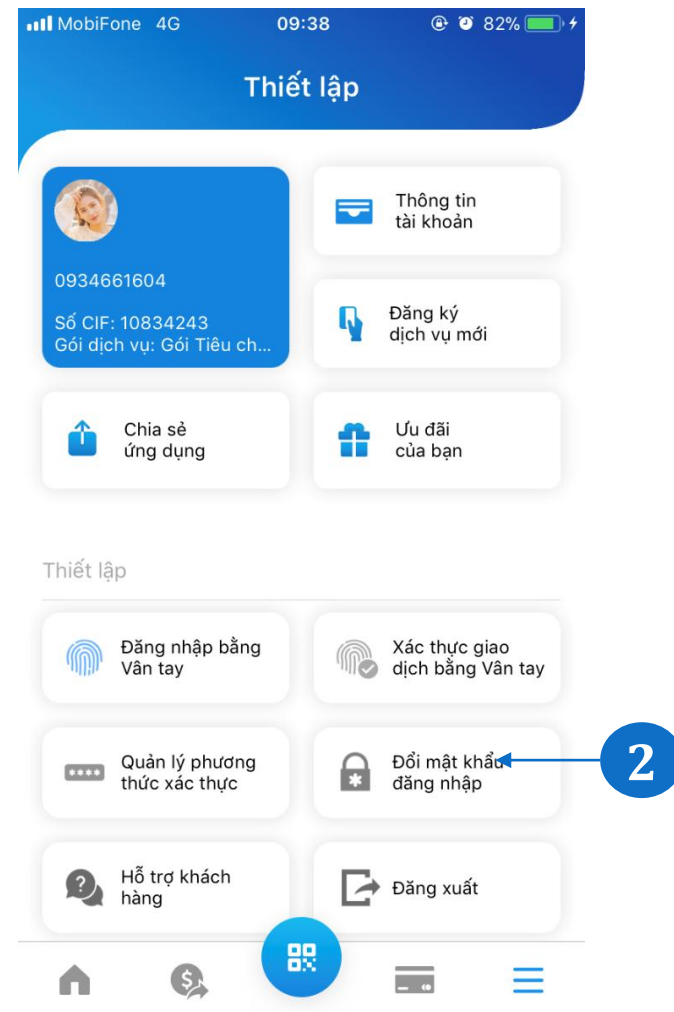 MobiFone 4G 09:38 82%
Thiết lập
0934661604
Số CIF: 10834243
Gói dịch vụ: Gói Tiêu ch...
Thông tin
tài khoản
Đăng ký
dịch vụ mới
Chia sẻ
ứng dụng
Ưu đãi
của bạn
Thiết lập
Đăng nhập bằng
Vân tay
Xác thực giao
dịch bằng Vân tay
Quản lý phương
thức xác thực
Đổi mật khẩu
đăng nhập
2
Hỗ trợ khách
hàng
Đăng xuất